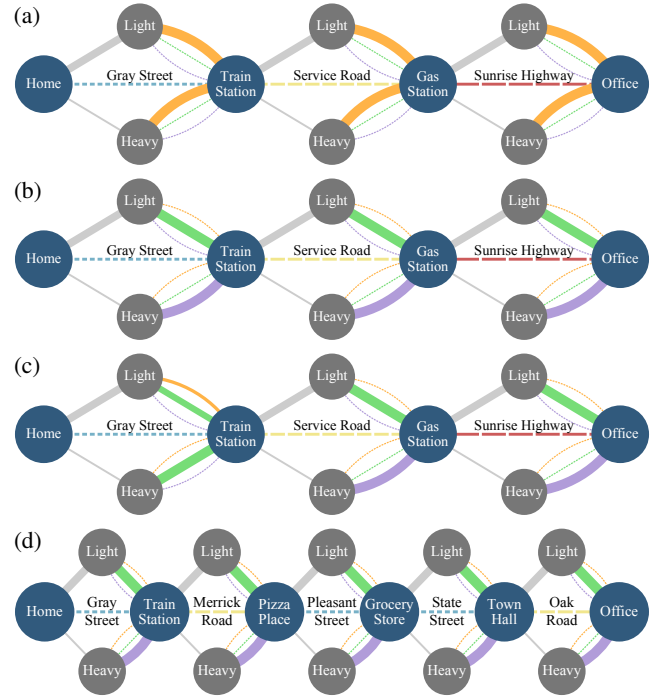 (a)
Light Light Light
Home Gray Street Train Station Service Road Gas Station Sunrise Highway Office
Heavy Heavy Heavy
(b)
Light Light Light
Home Gray Street Train Station Service Road Gas Station Sunrise Highway Office
Heavy Heavy Heavy
(c)
Light Light Light
Home Gray Street Train Station Service Road Gas Station Sunrise Highway Office
Heavy Heavy Heavy
(d)
Light Light Light Light Light
Home Gray Street Train Station Merrick Road Pizza Place Pleasant Street Grocery Store State Street Town Hall Oak Road Office
Heavy Heavy Heavy Heavy Heavy